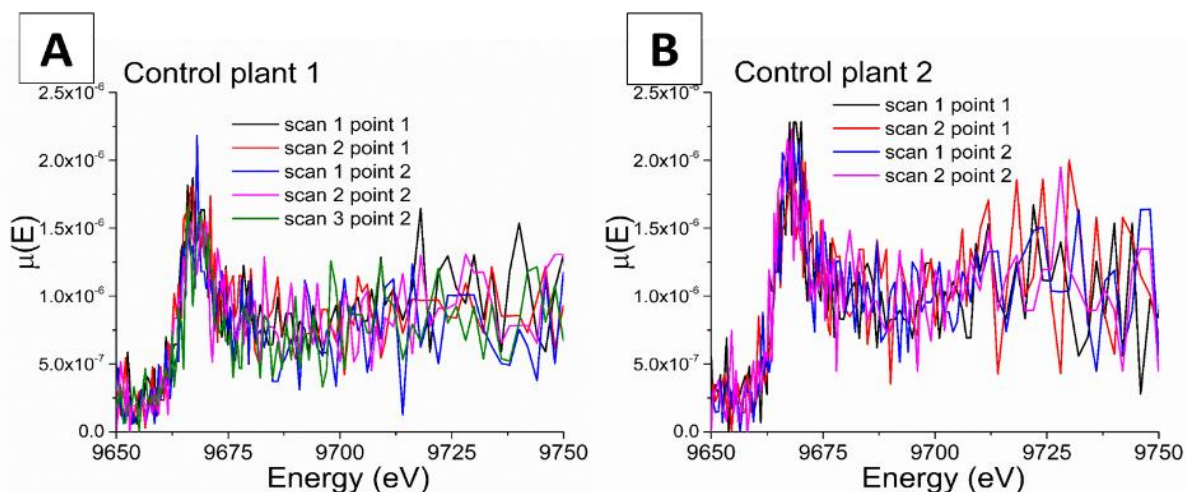 A
Control plant 1
2.5x10⁻⁶
2.0x10⁻⁶
1.5x10⁻⁶
1.0x10⁻⁶
5.0x10⁻⁷
0.0
μ(E)
scan 1 point 1
scan 2 point 1
scan 1 point 2
scan 2 point 2
scan 3 point 2
9650 9675 9700 9725 9750
Energy (eV)
B
Control plant 2
2.5x10⁻⁶
2.0x10⁻⁶
1.5x10⁻⁶
1.0x10⁻⁶
5.0x10⁻⁷
0.0
μ(E)
scan 1 point 1
scan 2 point 1
scan 1 point 2
scan 2 point 2
9650 9675 9700 9725 9750
Energy (eV)